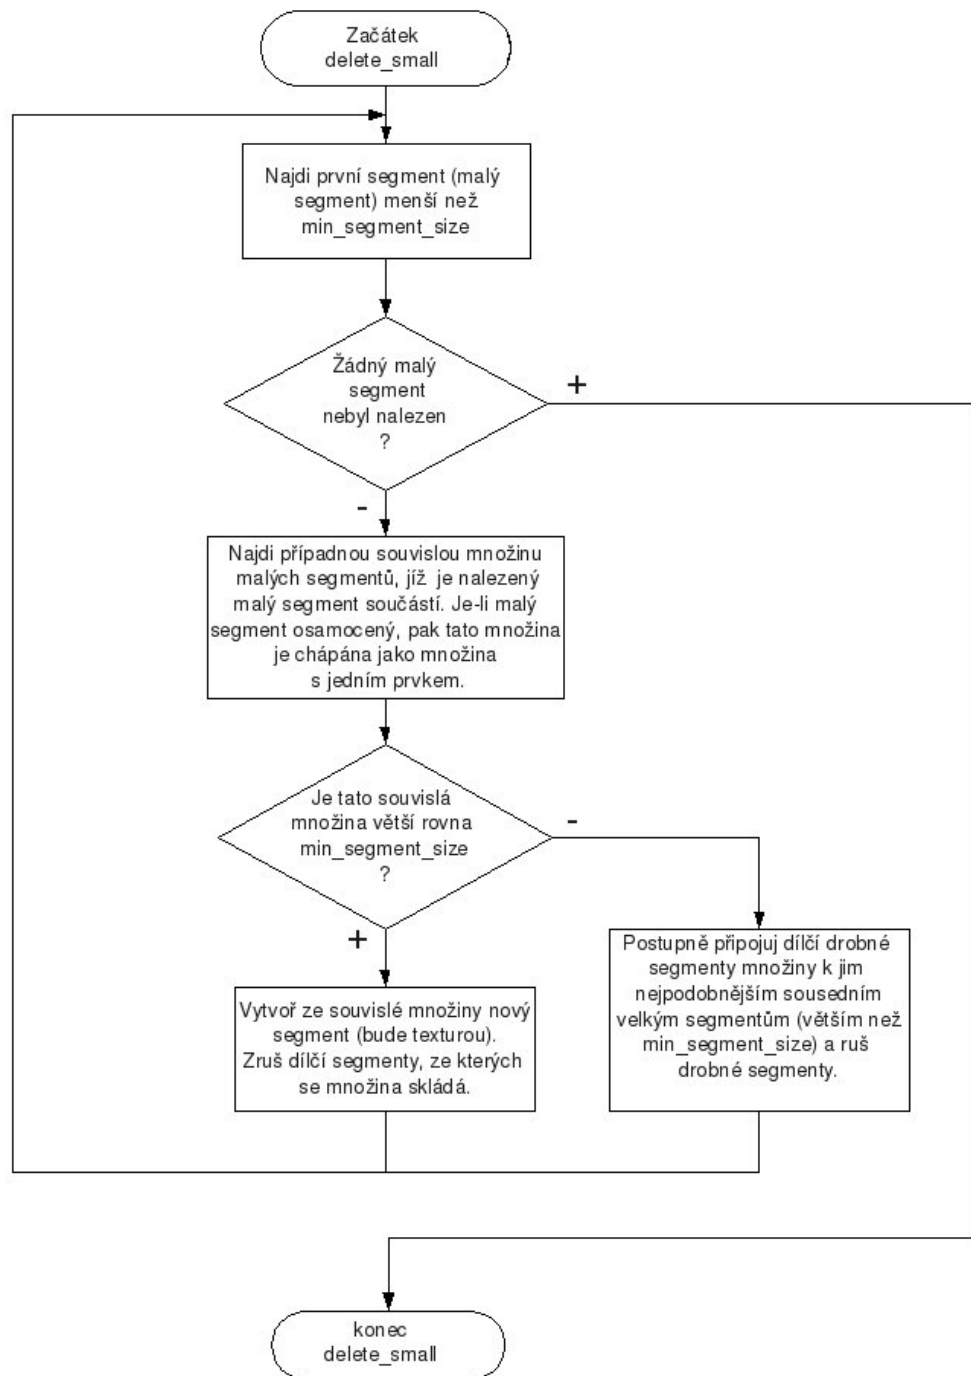 Začátek
delete_small
Najdi první segment (malý
segment) menší než
min_segment_size
Žádný malý
segment
nebyl nalezen
?
+
-
Najdi případnou souvislou množinu
malých segmentů, jíž je nalezený
malý segment součástí. Je-li malý
segment osamocený, pak tato množina
je chápána jako množina
s jedním prvkem.
Je tato souvislá
množina větší rovna
min_segment_size
?
-
+
Postupně připojuj dílčí drobné
segmenty množiny k jim
nejpodobnějším sousedním
velkým segmentům (větším než
min_segment_size) a ruš
drobné segmenty.
Vytvoř ze souvislé množiny nový
segment (bude texturou).
Zruš dílčí segmenty, ze kterých
se množina skládá.
konec
delete_small